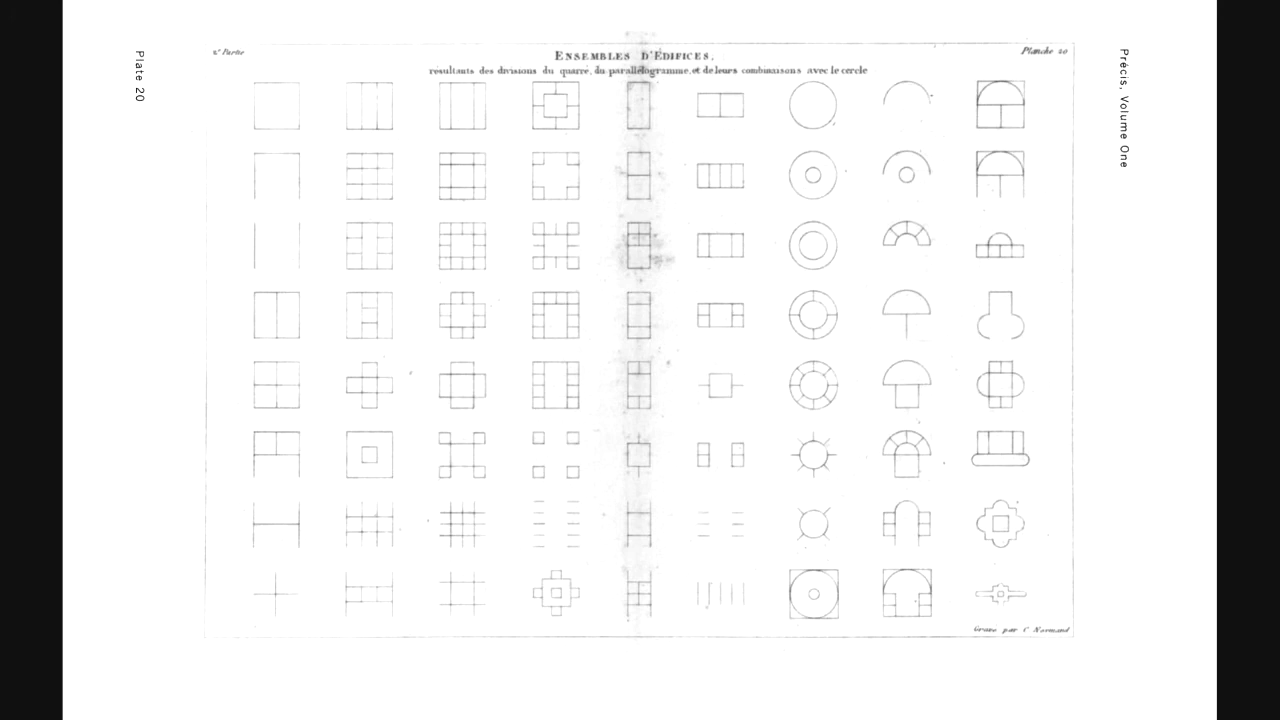 Plate 20
2e Partie
Planche 20
ENSEMBLES D'ÉDIFICES,
résultants des divisions du quarré, du parallélogramme, et de leurs combinaisons avec le cercle
Précis, Volume One
Gravé par C Normand